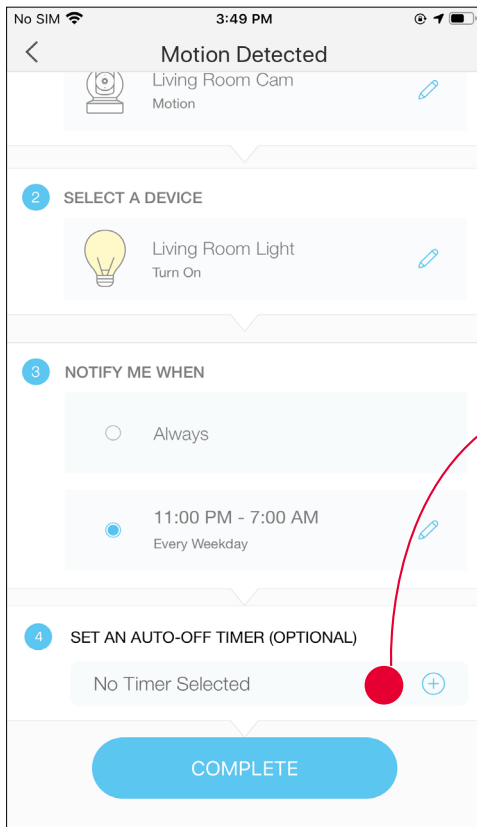 No SIM
3:49 PM
Motion Detected
Living Room Cam
Motion
2 SELECT A DEVICE
Living Room Light
Turn On
3 NOTIFY ME WHEN
Always
11:00 PM - 7:00 AM
Every Weekday
4 SET AN AUTO-OFF TIMER (OPTIONAL)
No Timer Selected
COMPLETE